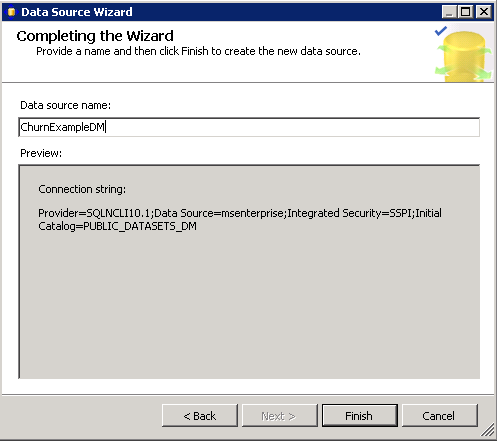 Data Source Wizard
Completing the Wizard
Provide a name and then click Finish to create the new data source.
Data source name:
ChurnExampleDM
Preview:
Connection string:
Provider=SQLNCLI10.1;Data Source=msenterprise;Integrated Security=SSPI;Initial
Catalog=PUBLIC_DATASETS_DM
< Back
Next >
Finish
Cancel